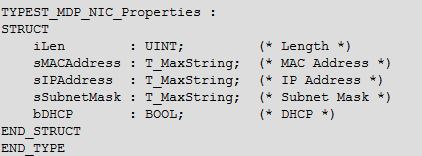 TYPEST_MDP_NIC_Properties :
STRUCT
    iLen        : UINT;         (* Length *)
    sMACAddress : T_MaxString;  (* MAC Address *)
    sIPAddress  : T_MaxString;  (* IP Address *)
    sSubnetMask : T_MaxString;  (* Subnet Mask *)
    bDHCP       : BOOL;         (* DHCP *)
END_STRUCT
END_TYPE